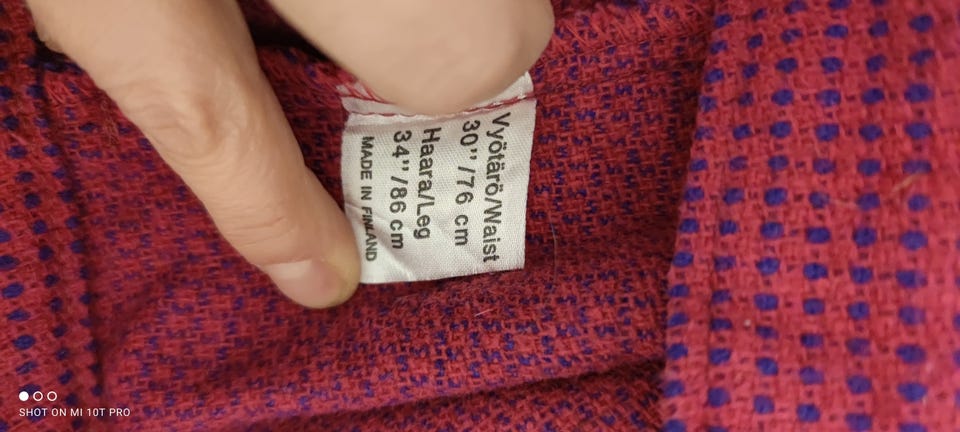 Vyötärö/Waist
30"/76 cm
Haara/Leg
34"/86 cm
MADE IN FINLAND
SHOT ON MI 10T PRO